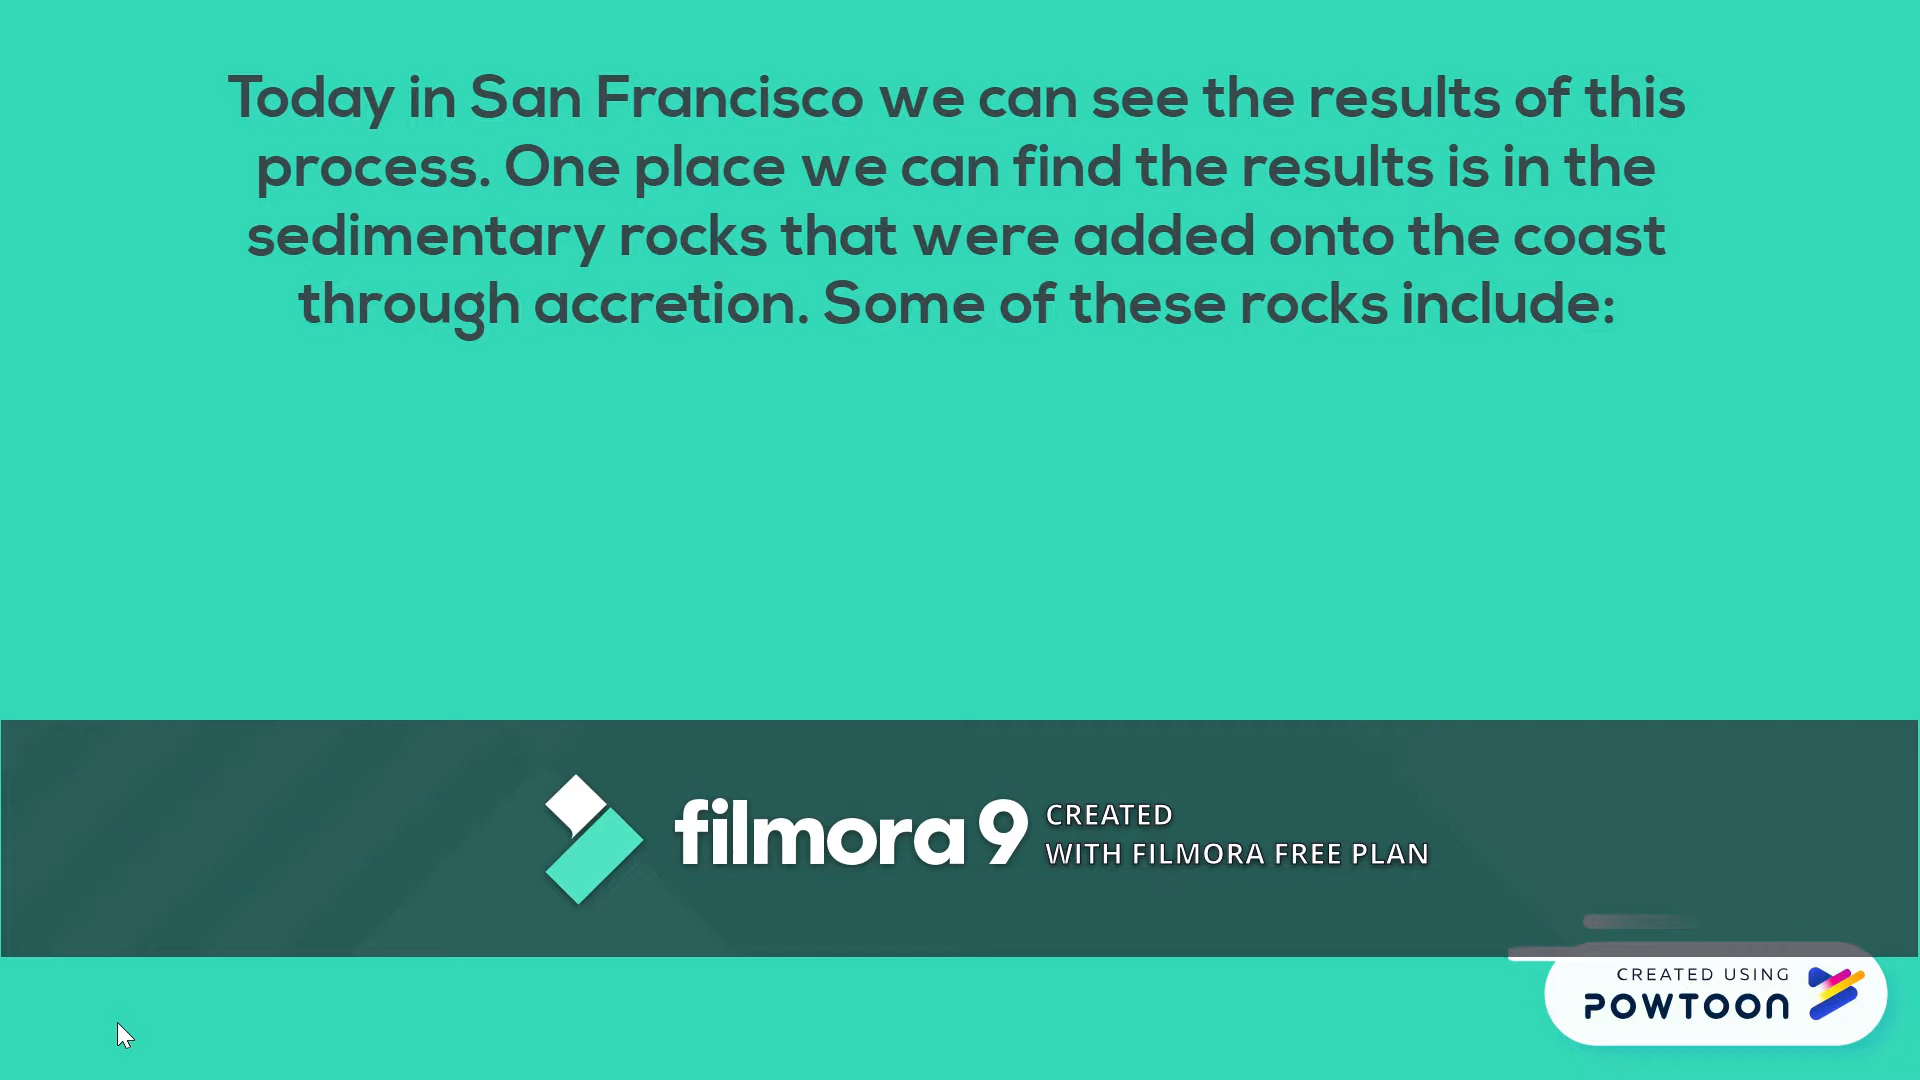 Today in San Francisco we can see the results of this
process. One place we can find the results is in the
sedimentary rocks that were added onto the coast
through accretion. Some of these rocks include:
filmora 9
CREATED
WITH FILMORA FREE PLAN
CREATED USING
POWTOON